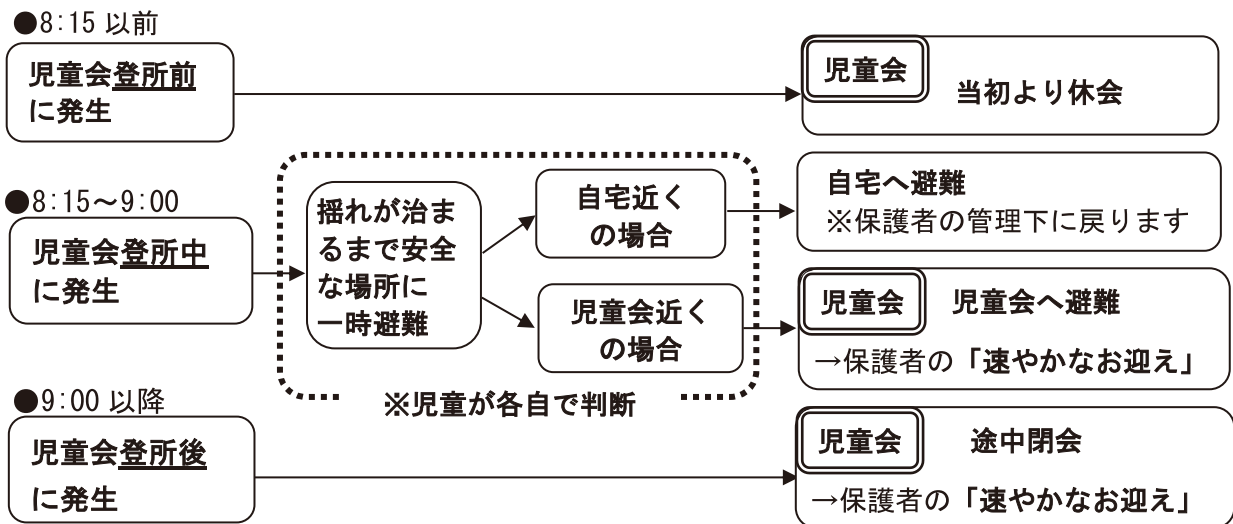 ●8:15 以前
児童会登所前
に発生
児童会
当初より休会
●8:15～9:00
児童会登所中
に発生
揺れが治ま
るまで安全
な場所に
一時避難
自宅近く
の場合
自宅へ避難
※保護者の管理下に戻ります
児童会近く
の場合
児童会
児童会へ避難
→保護者の「速やかなお迎え」
※児童が各自で判断
●9:00 以降
児童会登所後
に発生
児童会
途中閉会
→保護者の「速やかなお迎え」